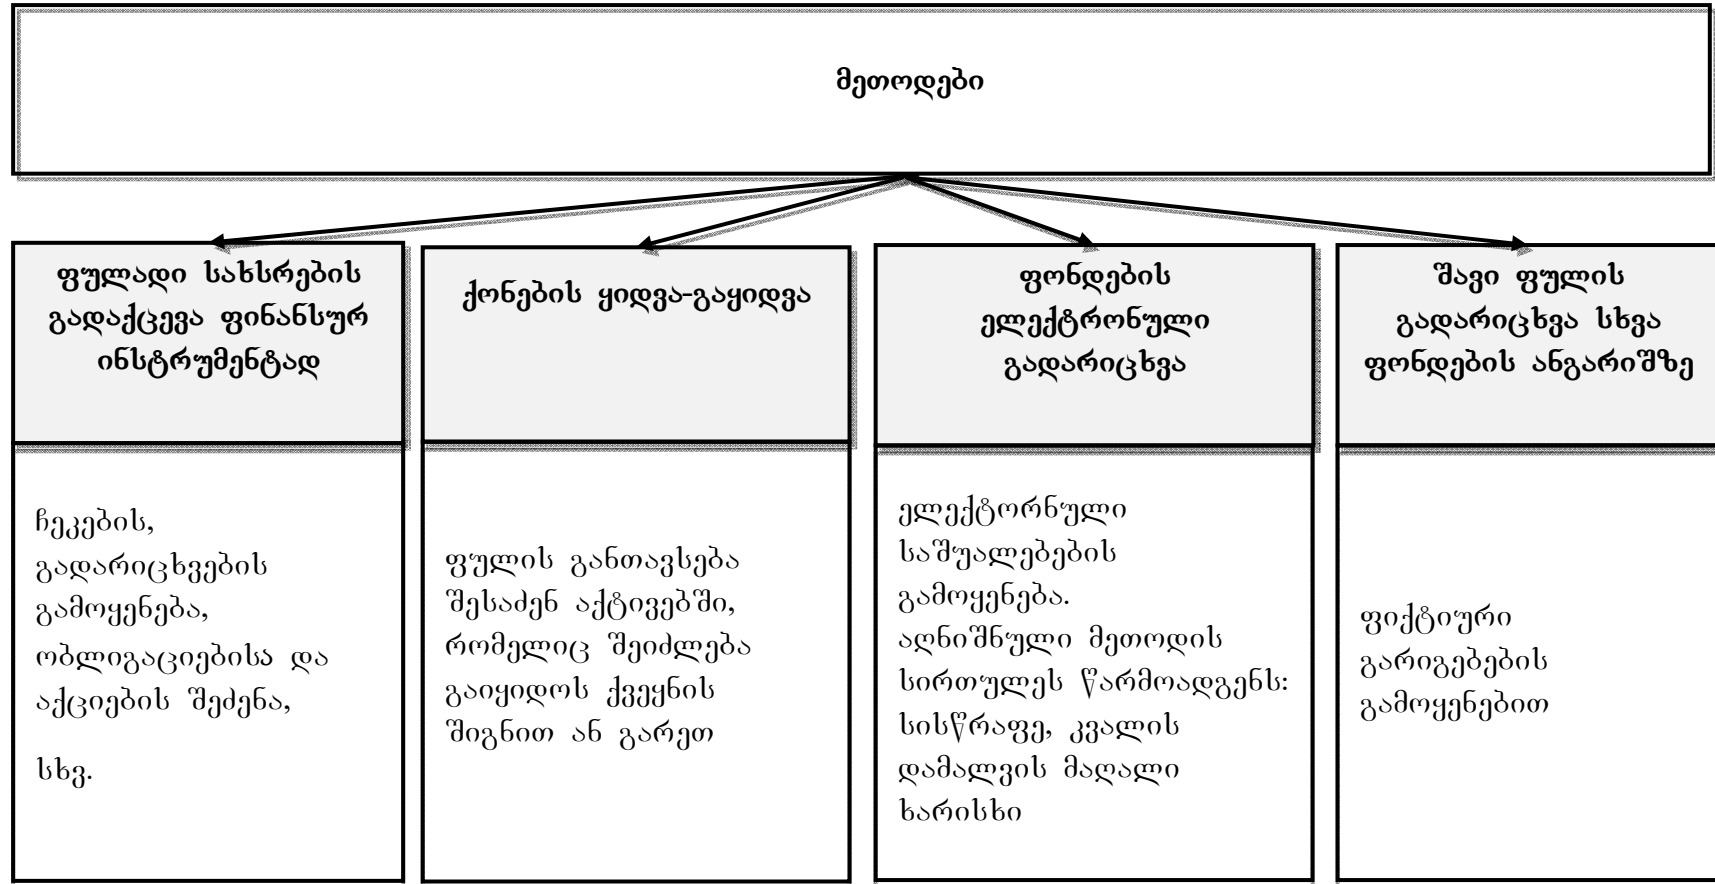 მეთოდები
ფულადი სახსრების
გადაქცევა ფინანსურ
ინსტრუმენტად
ჩეკების,
გადარიცხვების
გამოყენება,
ობლიგაციებისა და
აქციების შეძენა,
სხვ.
ქონების ყიდვა-გაყიდვა
ფულის განთავსება
შესაძენ აქტივებში,
რომელიც შეიძლება
გაიყიდოს ქვეყნის
შიგნით ან გარეთ
ფონდების
ელექტრონული
გადარიცხვა
ელექტორნული
საშუალებების
გამოყენება.
აღნიშნული მეთოდის
სირთულეს წარმოადგენს:
სისწრაფე, კვალის
დამალვის მაღალი
ხარისხი
შავი ფულის
გადარიცხვა სხვა
ფონდების ანგარიშზე
ფიქტიური
გარიგებების
გამოყენებით